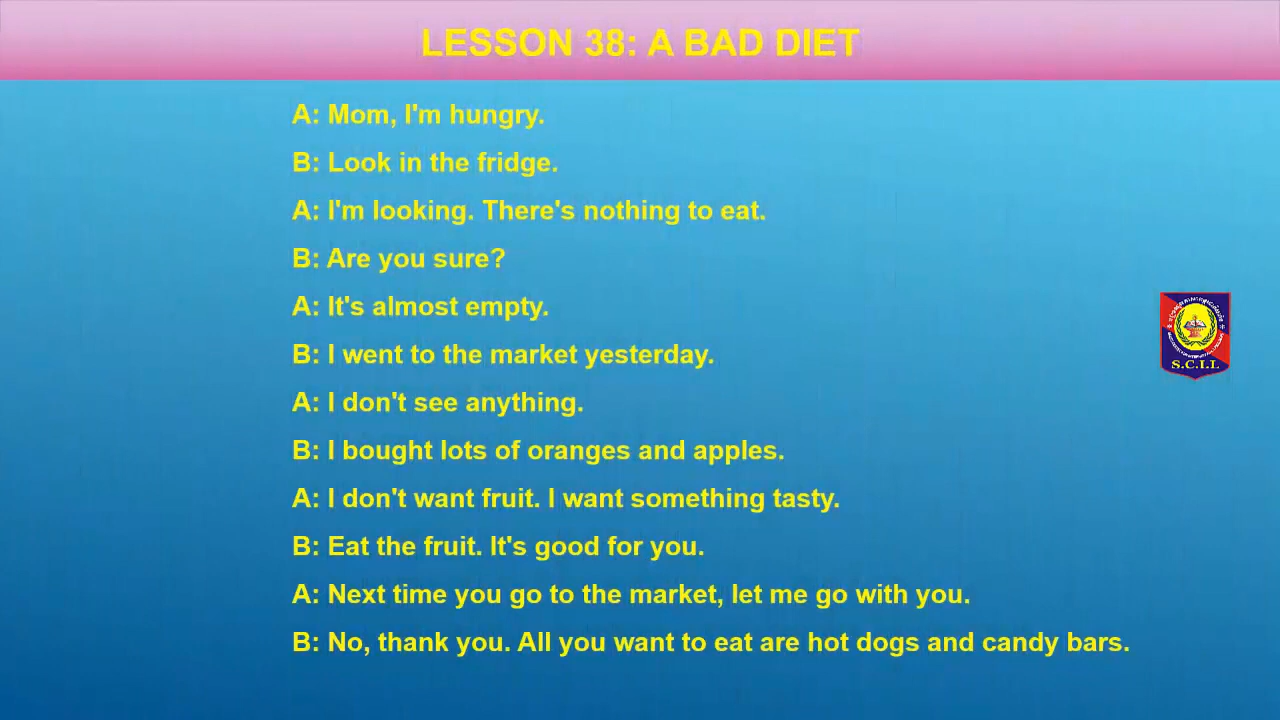 LESSON 38: A BAD DIET
A: Mom, I'm hungry.
B: Look in the fridge.
A: I'm looking. There's nothing to eat.
B: Are you sure?
A: It's almost empty.
B: I went to the market yesterday.
A: I don't see anything.
B: I bought lots of oranges and apples.
A: I don't want fruit. I want something tasty.
B: Eat the fruit. It's good for you.
A: Next time you go to the market, let me go with you.
B: No, thank you. All you want to eat are hot dogs and candy bars.
S.C.I.L